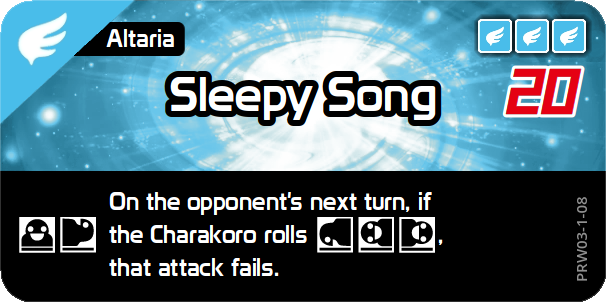 Altaria
Sleepy Song
20
On the opponent's next turn, if
the Charakoro rolls ,
that attack fails.
PRW03-1-08